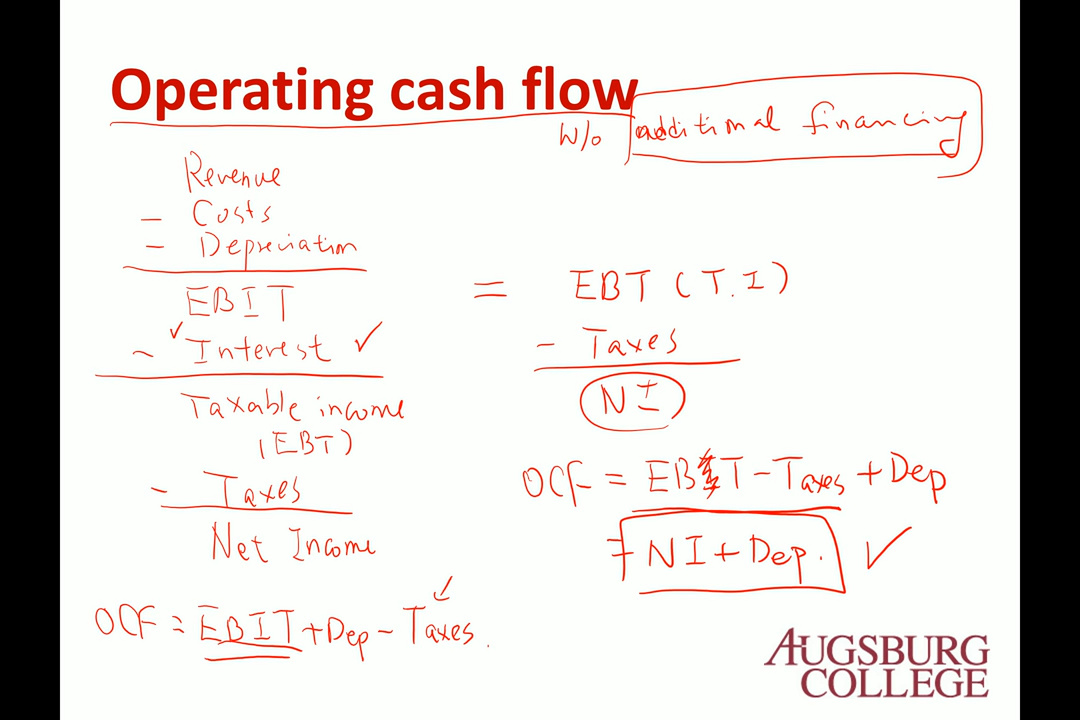 Operating cash flow
w/o additional financing
Revenue
- Costs
- Depreciation
EBIT
- Interest
Taxable income
(EBT)
- Taxes
Net Income
OCF = EBIT + Dep - Taxes.
= EBT (T.I)
- Taxes
NI
OCF = EBT - Taxes + Dep
= NI + Dep.
AUGSBURG
COLLEGE